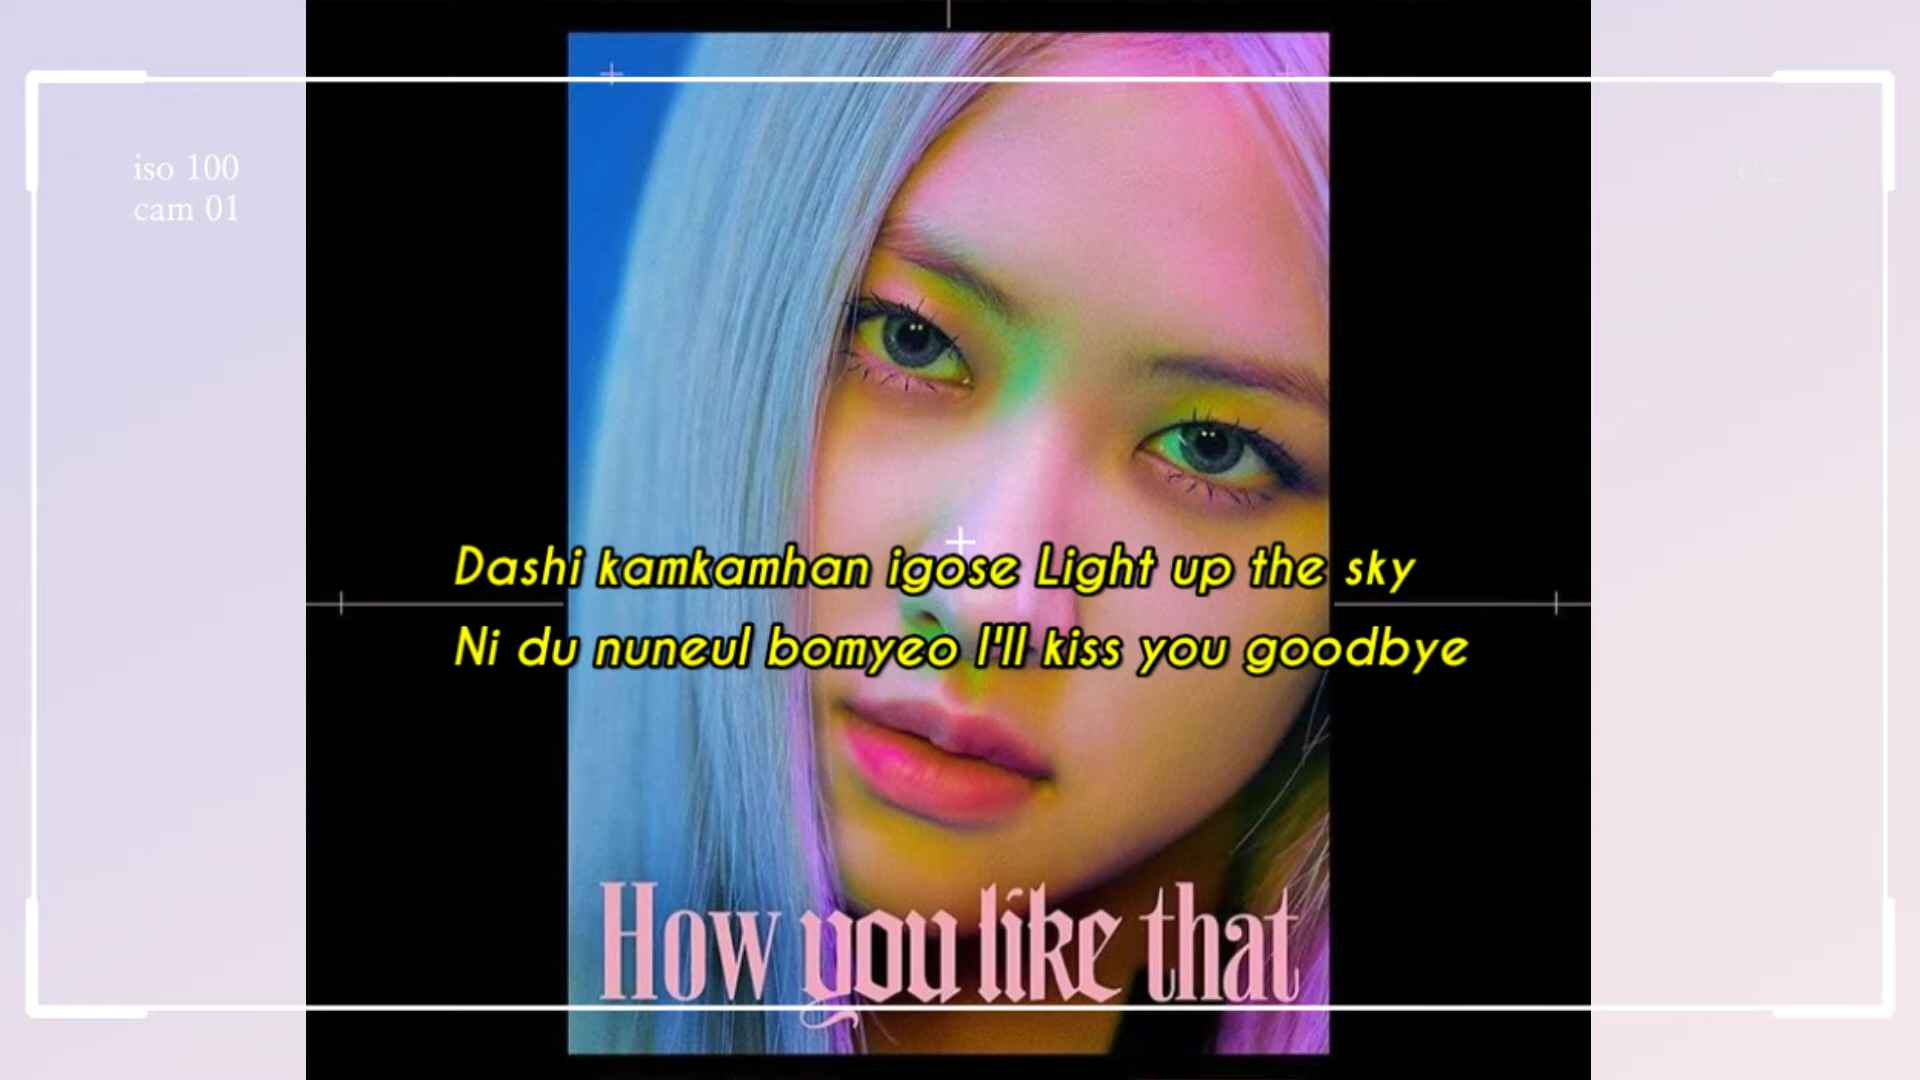 iso 100
cam 01
rec
Dashi kamkamhan igose Light up the sky
Ni du nuneul bomyeo I'll kiss you goodbye
How you like that